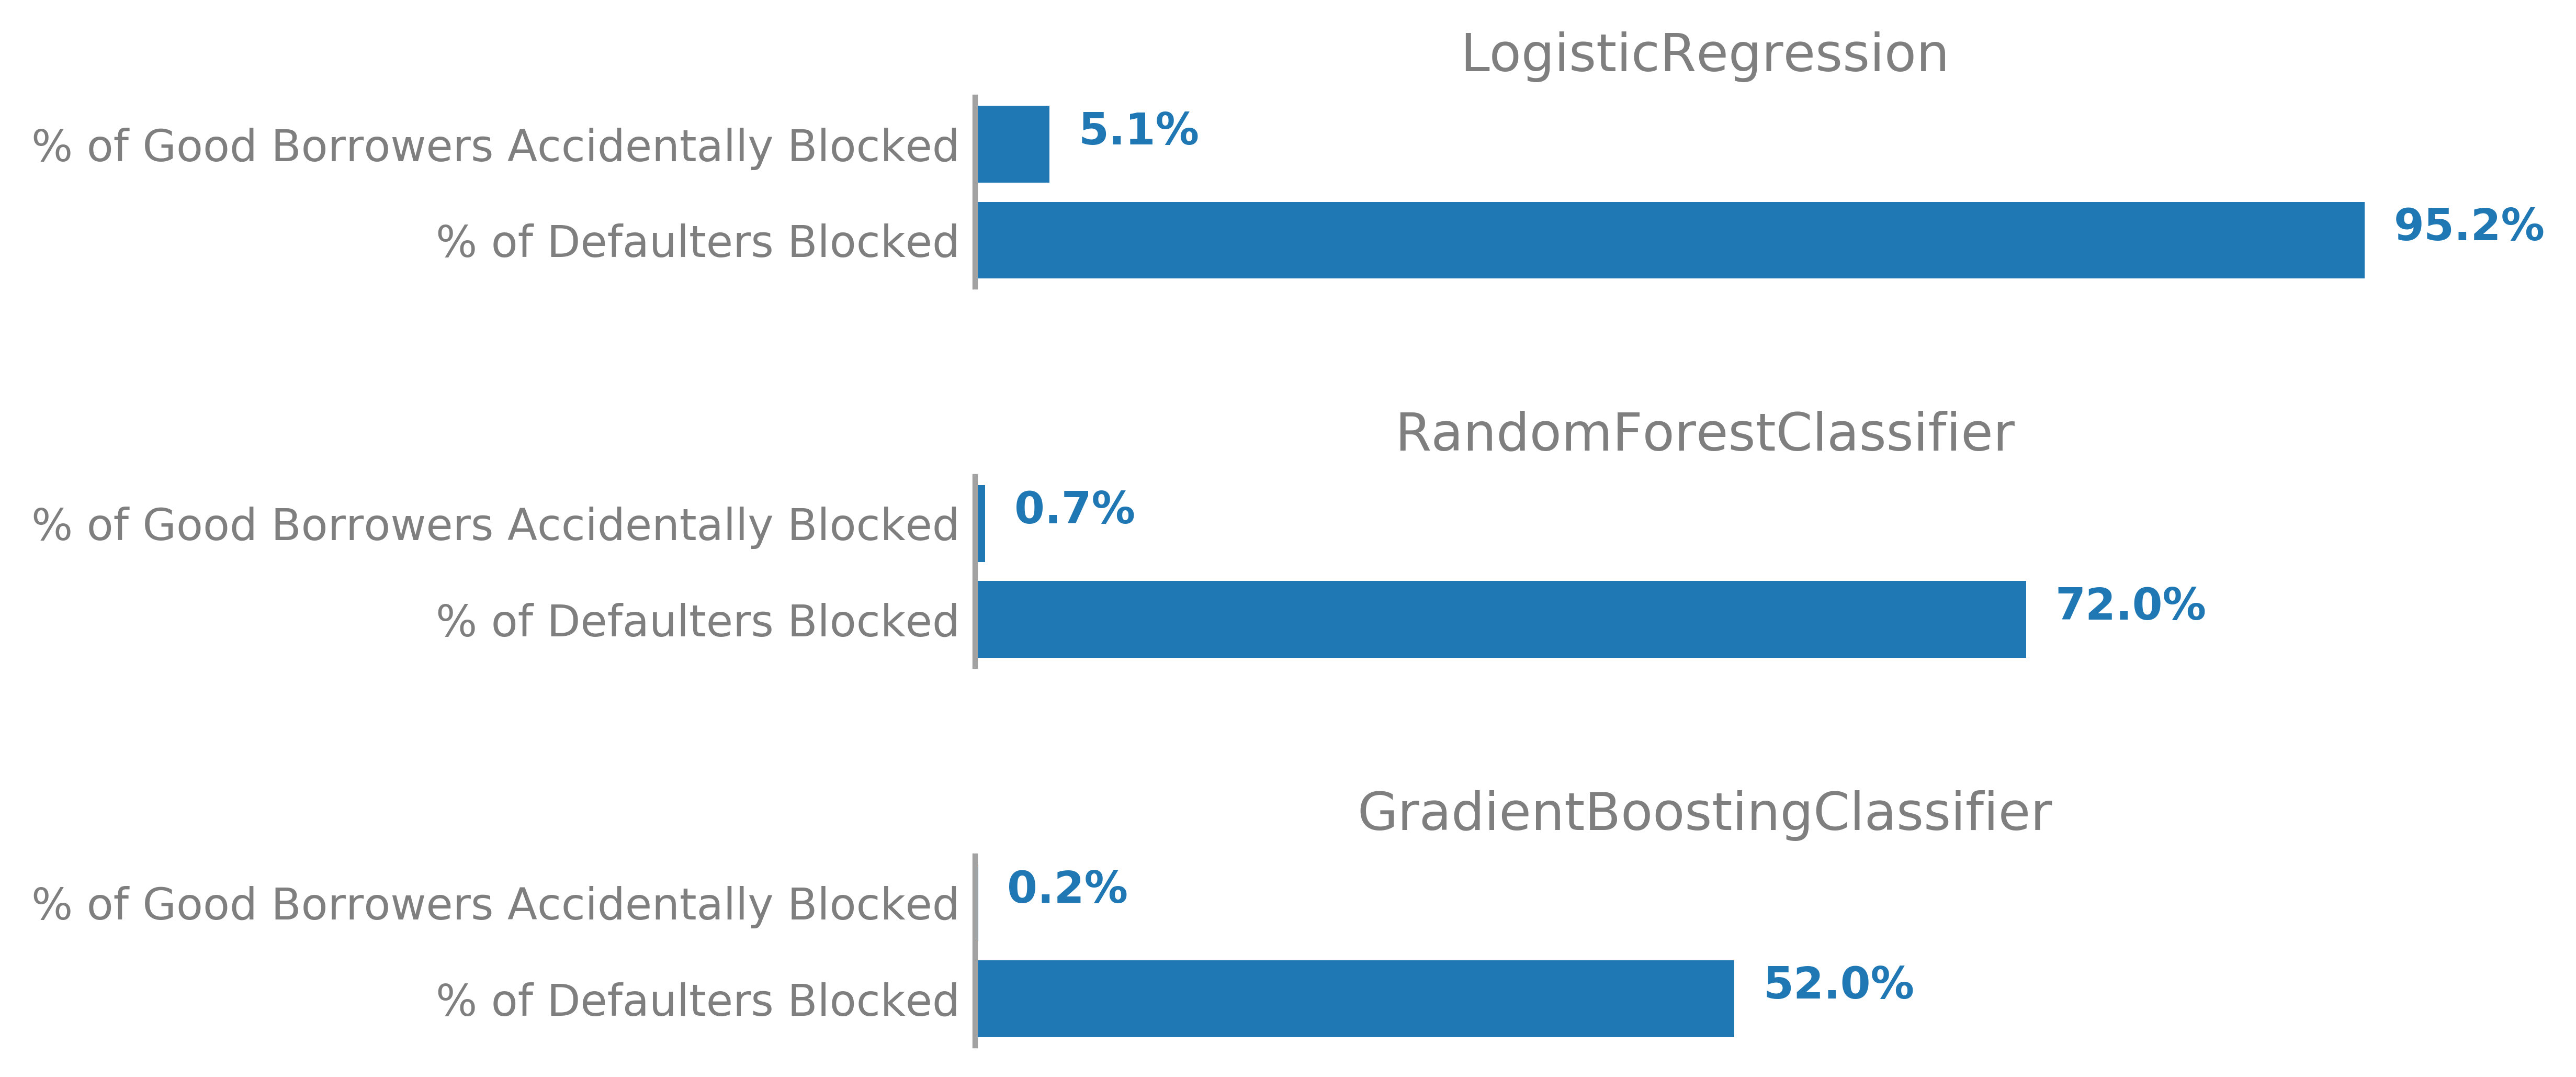 LogisticRegression
% of Good Borrowers Accidentally Blocked 5.1%
% of Defaulters Blocked 95.2%
RandomForestClassifier
% of Good Borrowers Accidentally Blocked 0.7%
% of Defaulters Blocked 72.0%
GradientBoostingClassifier
% of Good Borrowers Accidentally Blocked 0.2%
% of Defaulters Blocked 52.0%